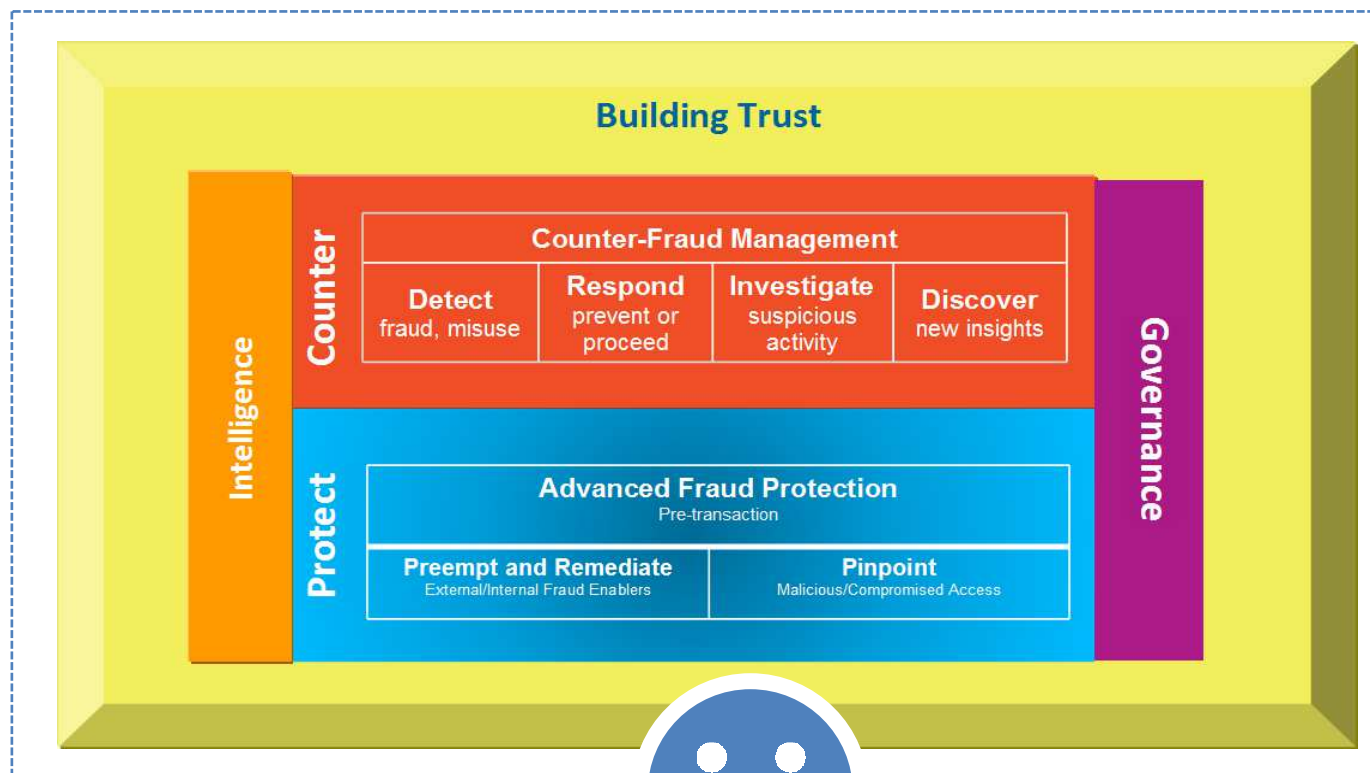 Building Trust
Intelligence
Counter
Counter-Fraud Management
Detect
fraud, misuse
Respond
prevent or
proceed
Investigate
suspicious
activity
Discover
new insights
Protect
Advanced Fraud Protection
Pre-transaction
Preempt and Remediate
External/Internal Fraud Enablers
Pinpoint
Malicious/Compromised Access
Governance